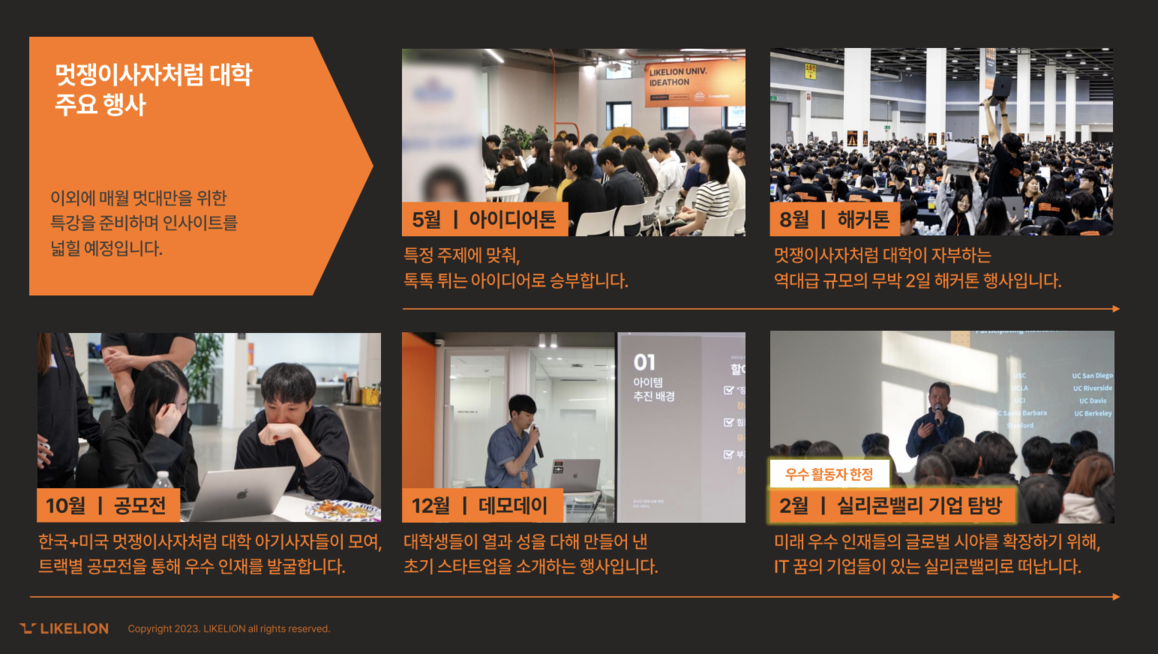 멋쟁이사자처럼 대학
주요 행사
이외에 매월 멋대만을 위한
특강을 준비하며 인사이트를
넓힐 예정입니다.
LIKELION UNIV.
IDEATHON
5월 | 아이디어톤
특정 주제에 맞춰,
톡톡 튀는 아이디어로 승부합니다.
8월 | 해커톤
멋쟁이사자처럼 대학이 자부하는
역대급 규모의 무박 2일 해커톤 행사입니다.
10월 | 공모전
한국+미국 멋쟁이사자처럼 대학 아기사자들이 모여,
트랙별 공모전을 통해 우수 인재를 발굴합니다.
01
아이템
추진 배경
12월 | 데모데이
대학생들이 열과 성을 다해 만들어 낸
초기 스타트업을 소개하는 행사입니다.
USC UC San Diego
UCLA UC Riverside
UCI UC Davis
Barbara UC Berkeley
Stanford
우수 활동자 한정
2월 | 실리콘밸리 기업 탐방
미래 우수 인재들의 글로벌 시야를 확장하기 위해,
IT 꿈의 기업들이 있는 실리콘밸리로 떠납니다.
LIKELION Copyright 2023. LIKELION all rights reserved.